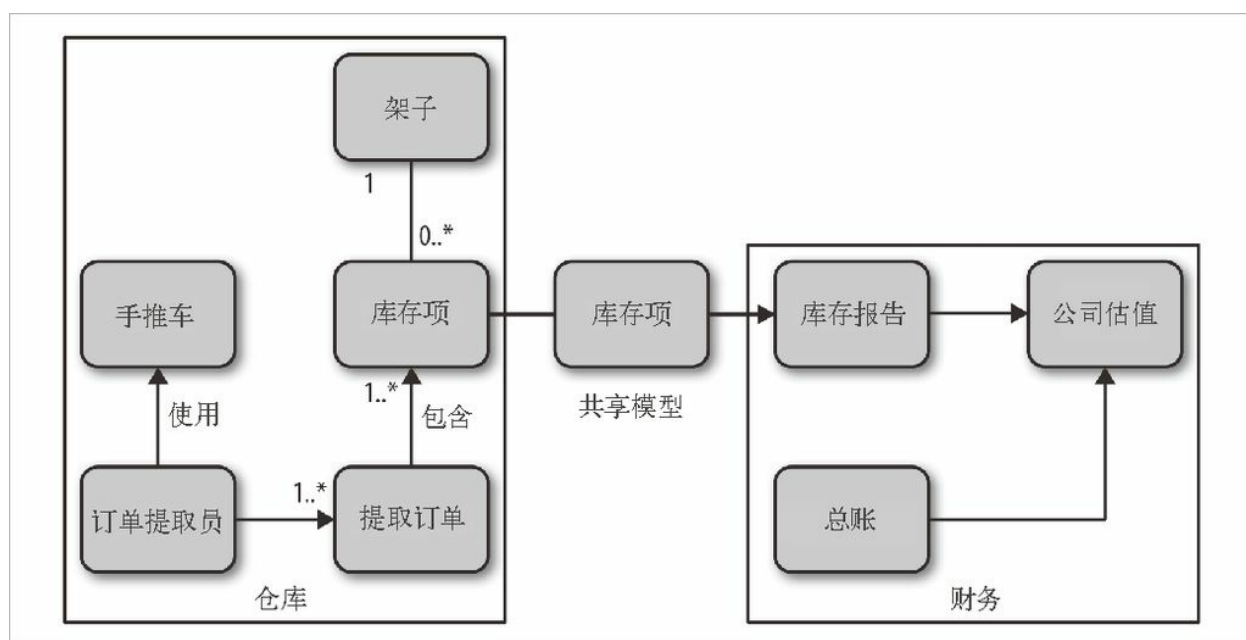 架子
1
0..*
手推车
库存项
库存项
库存报告
公司估值
1..*
共享模型
使用
包含
1..*
订单提取员
提取订单
总账
仓库
财务